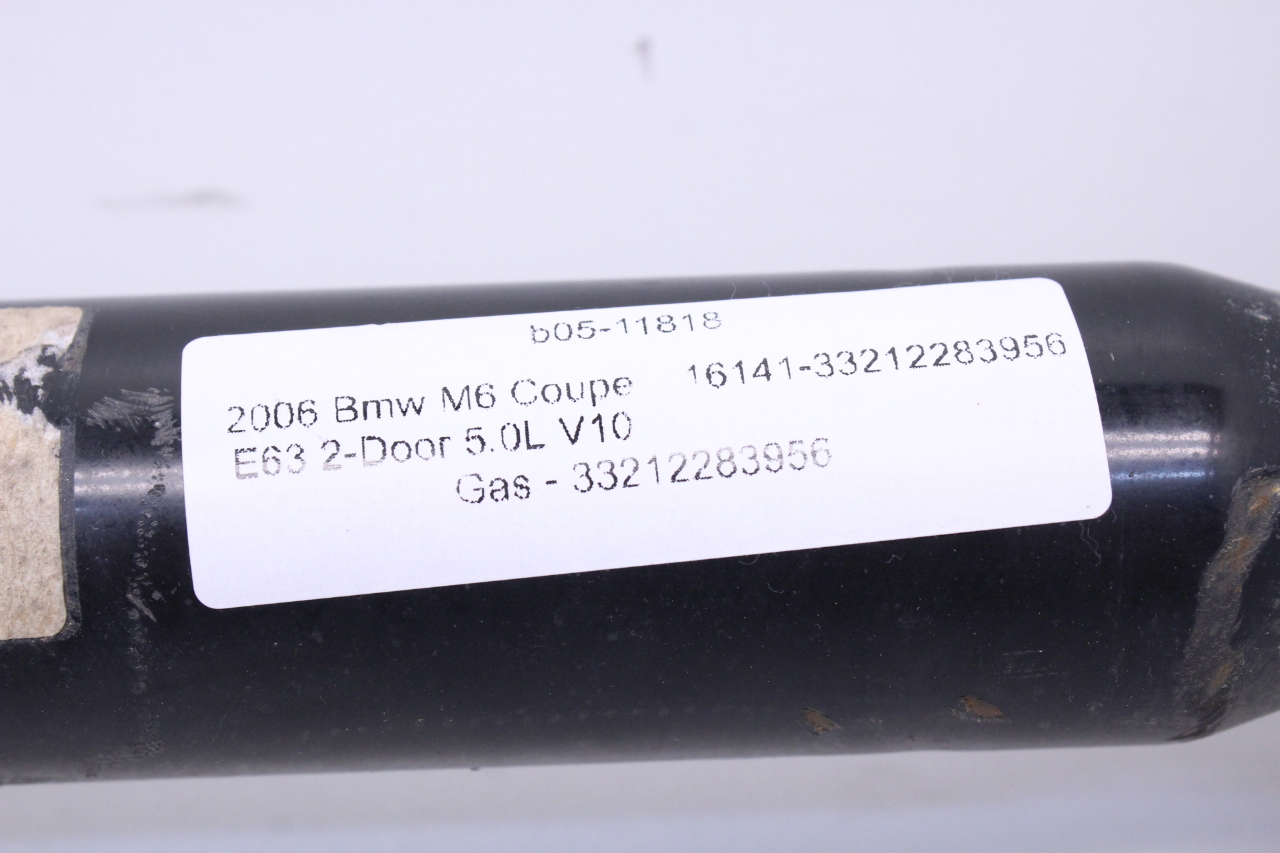 b05-11818
2006 Bmw M6 Coupe 16141-33212283956
E63 2-Door 5.0L V10
Gas - 33212283956